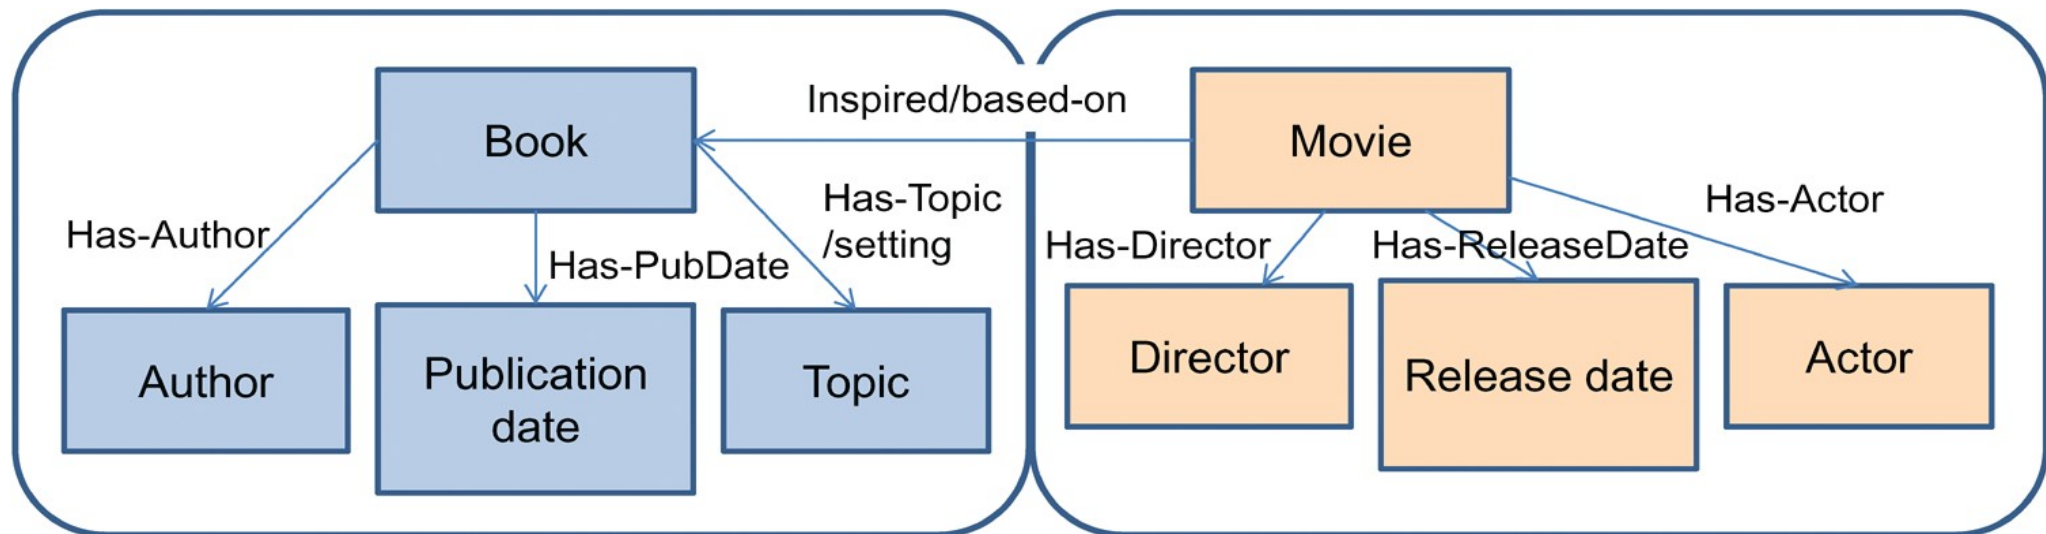 Book
Inspired/based-on
Movie
Has-Author
Has-PubDate
Has-Topic
/setting
Has-Director
Has-ReleaseDate
Has-Actor
Author
Publication
date
Topic
Director
Release date
Actor